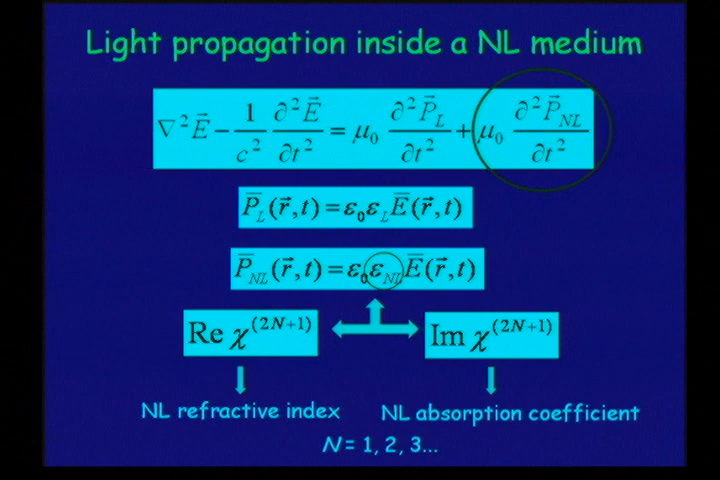 Light propagation inside a NL medium
∇²E⃗ − 1/c² ∂²E⃗/∂t² = μ₀ ∂²P⃗_L/∂t² + μ₀ ∂²P⃗_NL/∂t²
P̅_L(r⃗,t) = ε₀ε_L E̅(r⃗,t)
P̅_NL(r⃗,t) = ε₀ε_NL E̅(r⃗,t)
Re χ^(2N+1) Im χ^(2N+1)
NL refractive index NL absorption coefficient
N = 1, 2, 3...